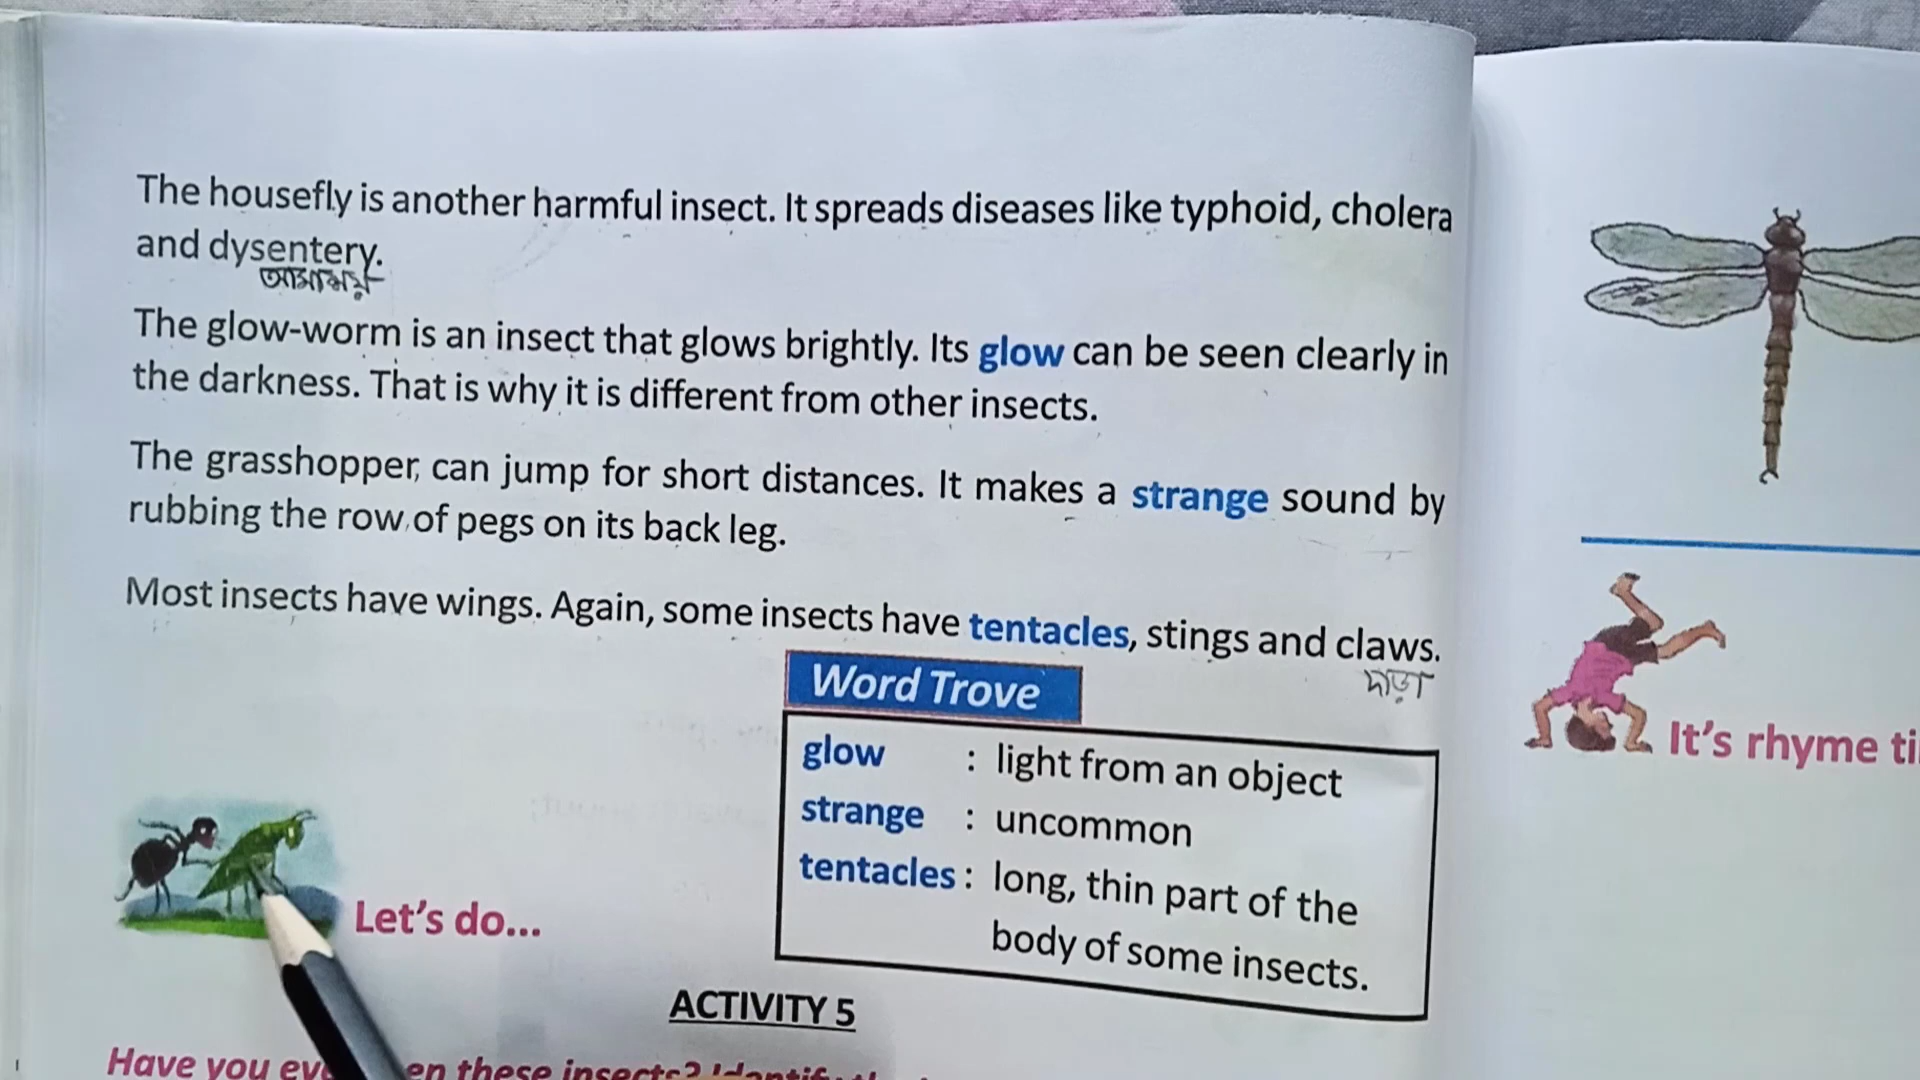 The housefly is another harmful insect. It spreads diseases like typhoid, cholera
and dysentery.
আমাশয়
The glow-worm is an insect that glows brightly. Its glow can be seen clearly in
the darkness. That is why it is different from other insects.
The grasshopper, can jump for short distances. It makes a strange sound by
rubbing the row of pegs on its back leg.
Most insects have wings. Again, some insects have tentacles, stings and claws.
দাড়া
Word Trove
glow : light from an object
strange : uncommon
tentacles : long, thin part of the
body of some insects.
Let's do...
ACTIVITY 5
Have you these insects?
It's rhyme